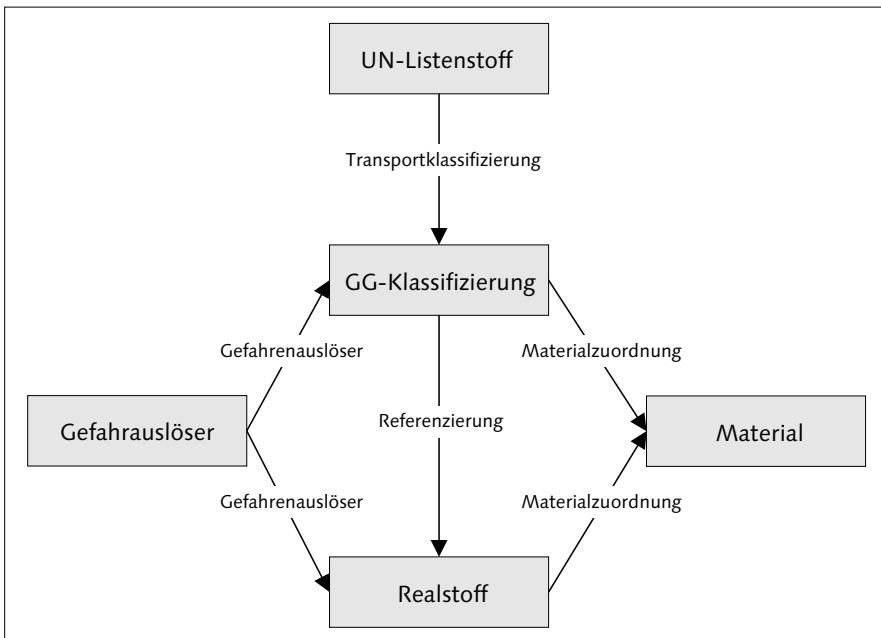 UN-Listenstoff
Transportklassifizierung
GG-Klassifizierung
Gefahrenauslöser
Materialzuordnung
Gefahrauslöser
Referenzierung
Material
Gefahrenauslöser
Materialzuordnung
Realstoff